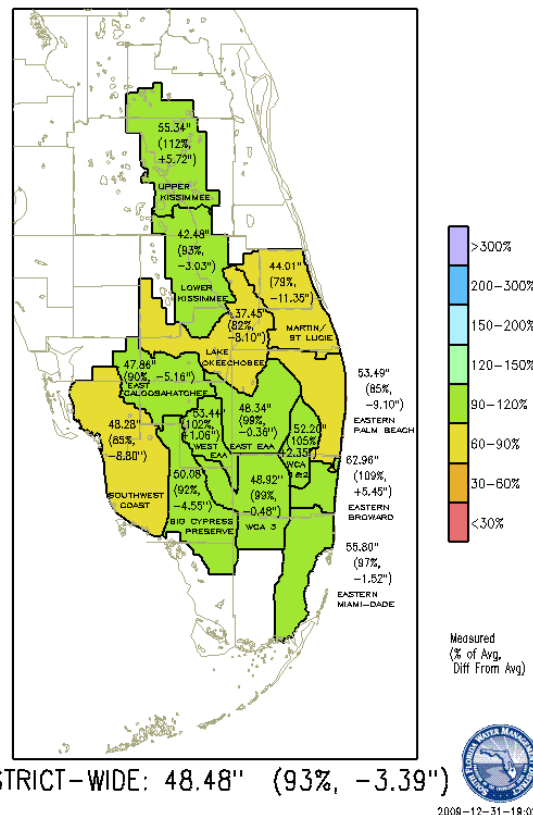 55.34"
(112%,
+5.72")
UPPER
KISSIMMEE
42.48"
(93%,
-3.03")
LOWER
KISSIMMEE
44.01"
(79%,
-11.35")
MARTIN/
ST LUCIE
37.45"
(82%,
-8.10")
LAKE
OKEECHOBEE
47.86"
(90%, -5.16")
EAST
CALOOSAHATCHEE
48.28"
(85%,
-8.80")
SOUTHWEST
COAST
53.44"
(102%,
+1.06")
WEST
EAA
48.34"
(99%,
-0.36")
EAST EAA
52.20"
(105%,
+2.35")
WCA
1&2
50.08"
(92%,
-4.55")
BIG CYPRESS
PRESERVE
48.92"
(99%,
-0.48")
WCA 3
53.49"
(85%,
-9.10")
EASTERN
PALM BEACH
62.96"
(109%,
+5.45")
EASTERN
BROWARD
55.80"
(97%,
-1.52")
EASTERN
MIAMI-DADE
>300%
200-300%
150-200%
120-150%
90-120%
60-90%
30-60%
<30%
Measured
(% of Avg,
Diff From Avg)
SOUTH FLORIDA WATER MANAGEMENT DISTRICT
STRICT-WIDE: 48.48" (93%, -3.39")